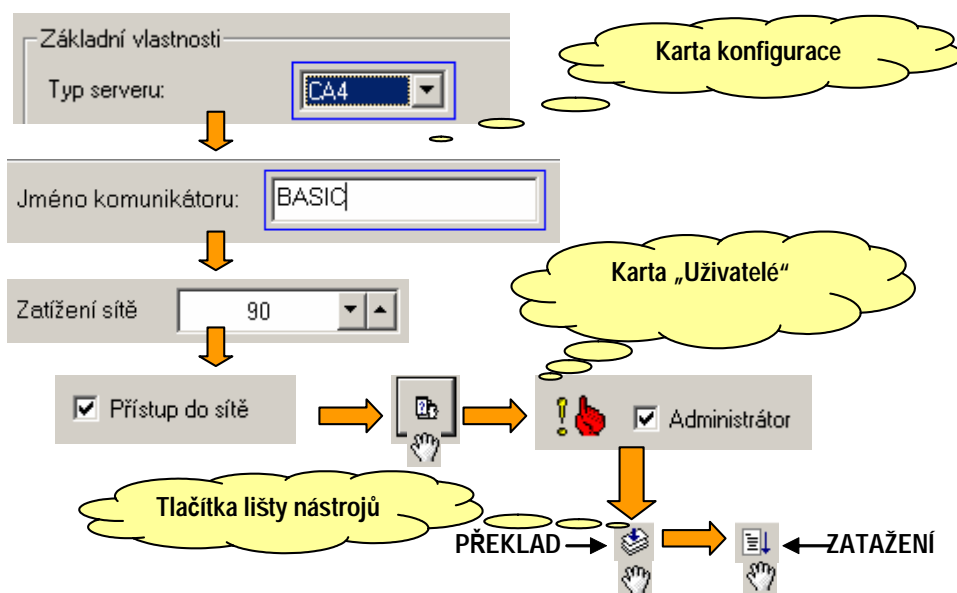 Základní vlastnosti
Karta konfigurace
Typ serveru:
CA4
Jméno komunikátoru:
BASIC
Karta „Uživatelé“
Zatížení sítě
90
Přístup do sítě
Administrátor
Tlačítka lišty nástrojů
PŘEKLAD
ZATAŽENÍ